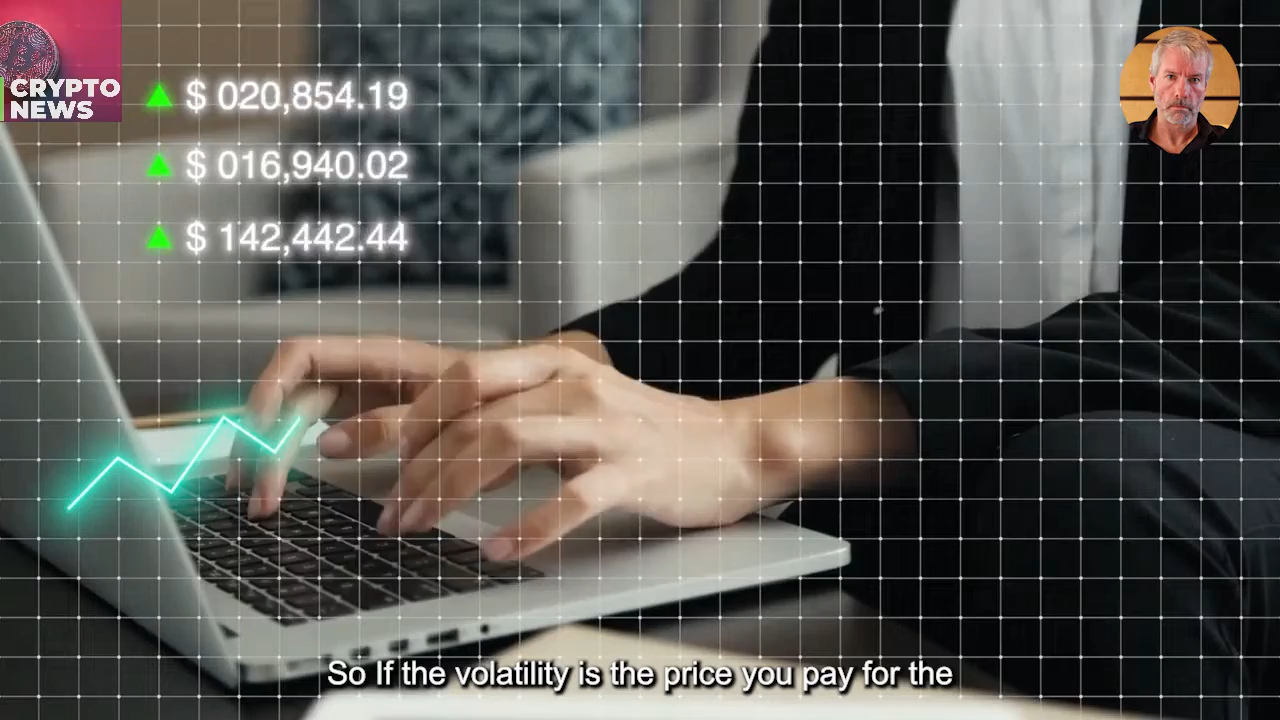 CRYPTO
NEWS
$ 020,854.19
$ 016,940.02
$ 142,442.44
So If the volatility is the price you pay for the